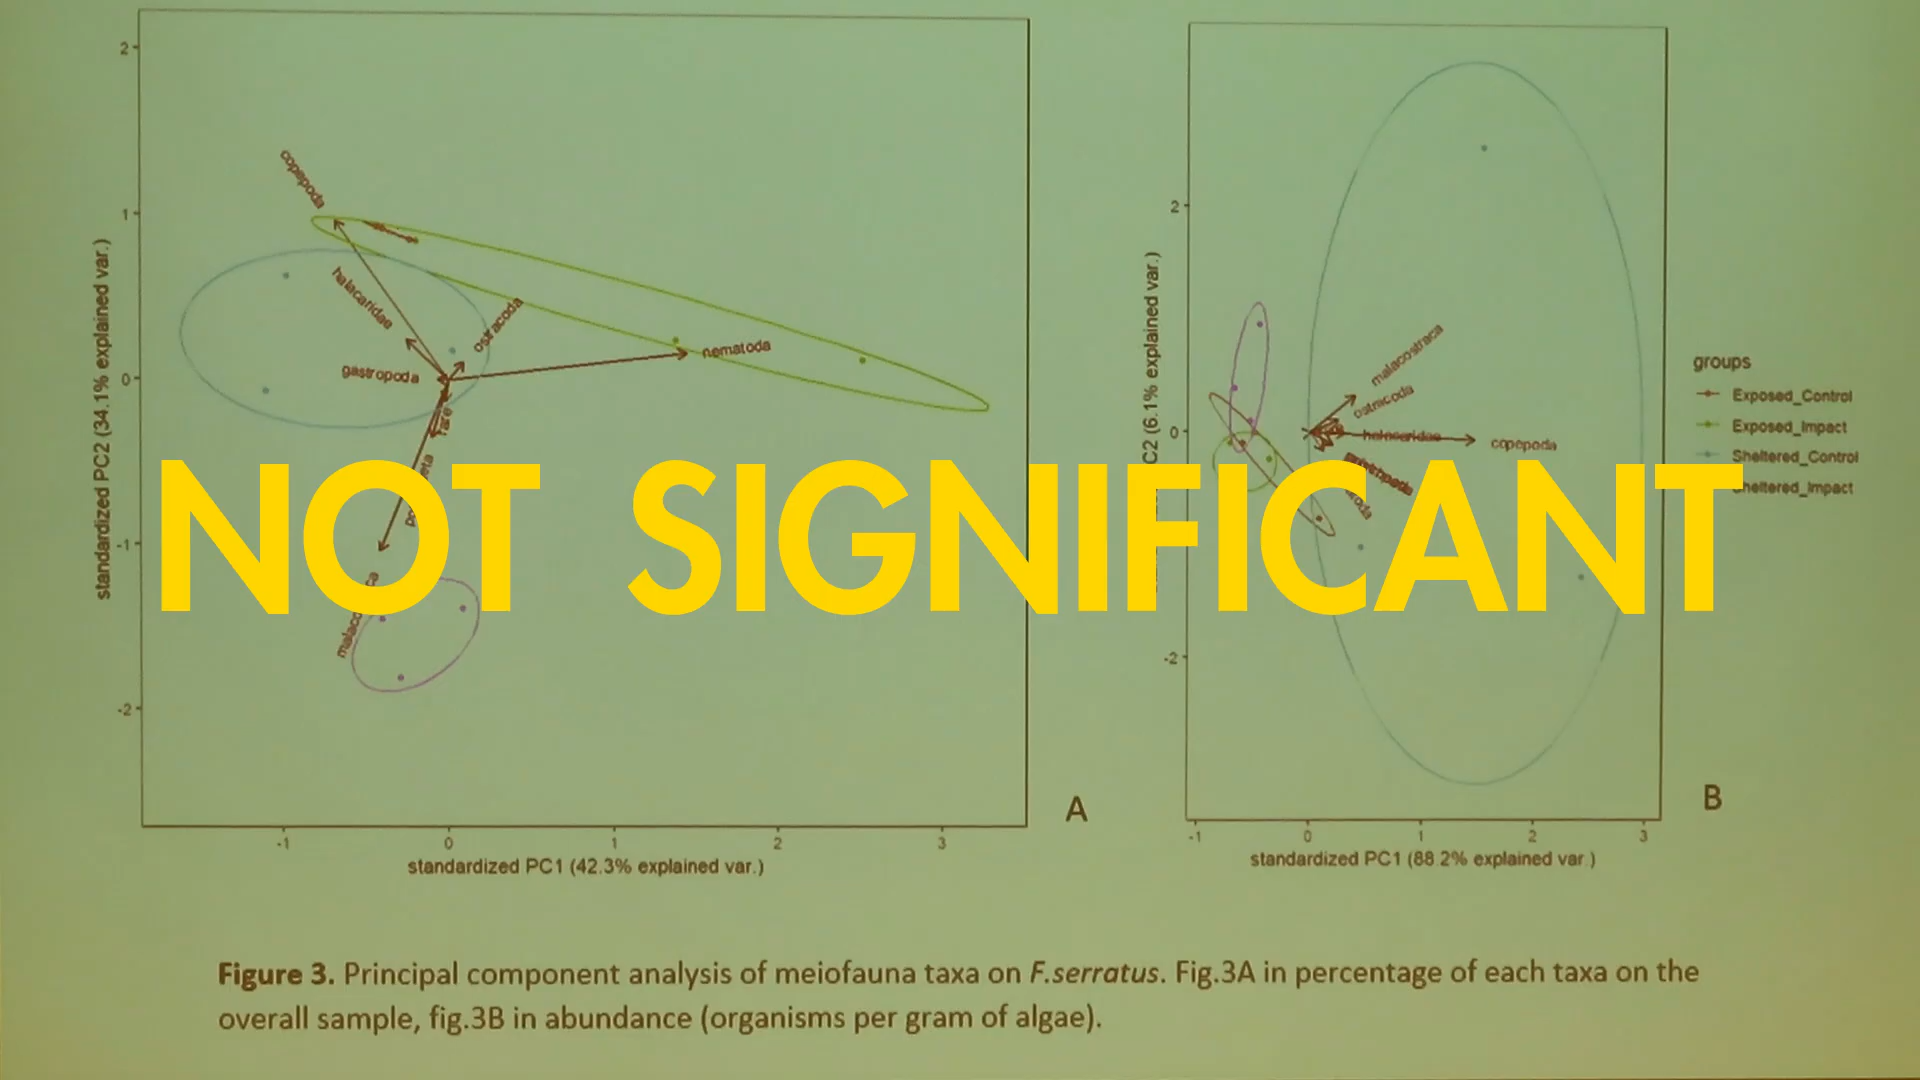 2
1
0
-1
-2
standardized PC2 (34.1% explained var.)
copepoda
halacaridae
ostracoda
gastropoda
nematoda
-1
0
1
2
3
standardized PC1 (42.3% explained var.)
A
2
0
-2
malacostraca
ostracoda
halacaridae
copepoda
-1
0
1
2
3
standardized PC1 (88.2% explained var.)
B
groups
Exposed_Control
Exposed_Impact
Sheltered_Control
Sheltered_Impact
NOT SIGNIFICANT
Figure 3. Principal component analysis of meiofauna taxa on F.serratus. Fig.3A in percentage of each taxa on the
overall sample, fig.3B in abundance (organisms per gram of algae).